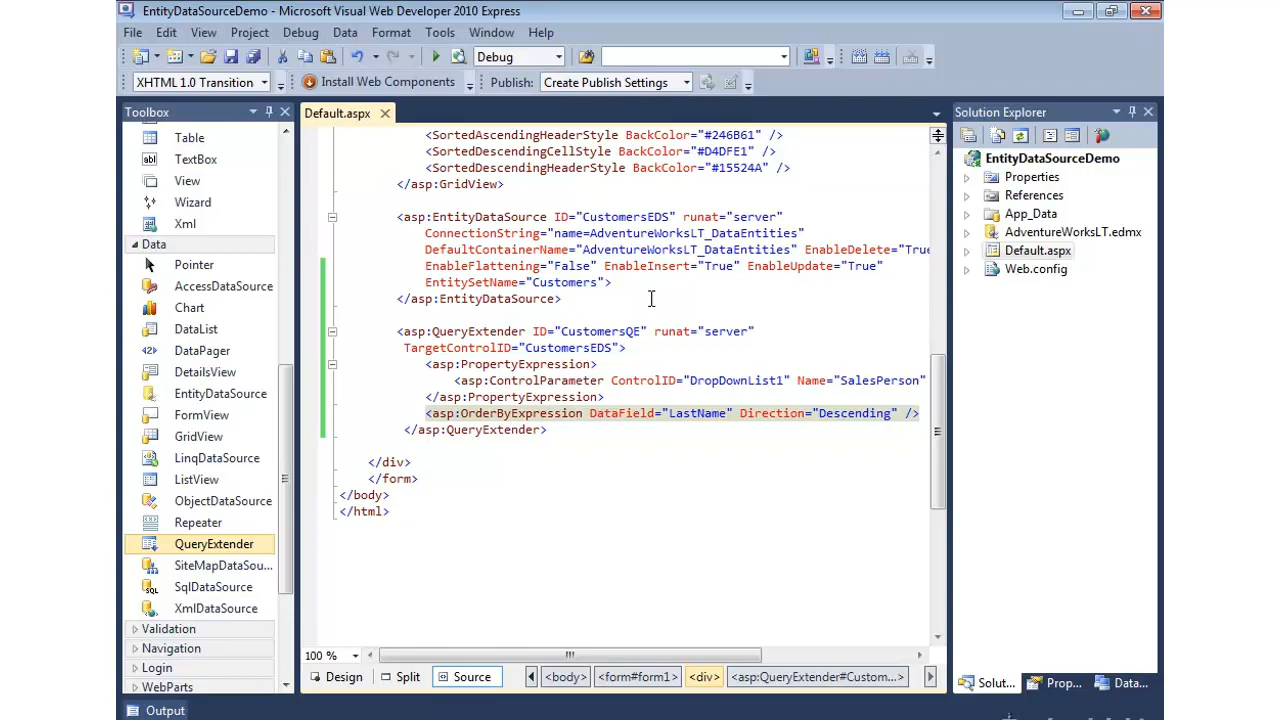 EntityDataSourceDemo - Microsoft Visual Web Developer 2010 Express
File Edit View Project Debug Data Format Tools Window Help
Debug
XHTML 1.0 Transition Install Web Components Publish: Create Publish Settings
Toolbox
Table
TextBox
View
Wizard
Xml
Data
Pointer
AccessDataSource
Chart
DataList
DataPager
DetailsView
EntityDataSource
FormView
GridView
LinqDataSource
ListView
ObjectDataSource
Repeater
QueryExtender
SiteMapDataSou...
SqlDataSource
XmlDataSource
Validation
Navigation
Login
WebParts
Default.aspx
<SortedAscendingHeaderStyle BackColor="#246B61" />
<SortedDescendingCellStyle BackColor="#D4DFE1" />
<SortedDescendingHeaderStyle BackColor="#15524A" />
</asp:GridView>
<asp:EntityDataSource ID="CustomersEDS" runat="server"
ConnectionString="name=AdventureWorksLT_DataEntities"
DefaultContainerName="AdventureWorksLT_DataEntities" EnableDelete="True
EnableFlattening="False" EnableInsert="True" EnableUpdate="True"
EntitySetName="Customers">
</asp:EntityDataSource>
<asp:QueryExtender ID="CustomersQE" runat="server"
TargetControlID="CustomersEDS">
<asp:PropertyExpression>
<asp:ControlParameter ControlID="DropDownList1" Name="SalesPerson"
</asp:PropertyExpression>
<asp:OrderByExpression DataField="LastName" Direction="Descending" />
</asp:QueryExtender>
</div>
</form>
</body>
</html>
100 %
Design Split Source <body> <form#form1> <div> <asp:QueryExtender#Custom...>
Solution Explorer
EntityDataSourceDemo
Properties
References
App_Data
AdventureWorksLT.edmx
Default.aspx
Web.config
Solut... Prop... Data...
Output